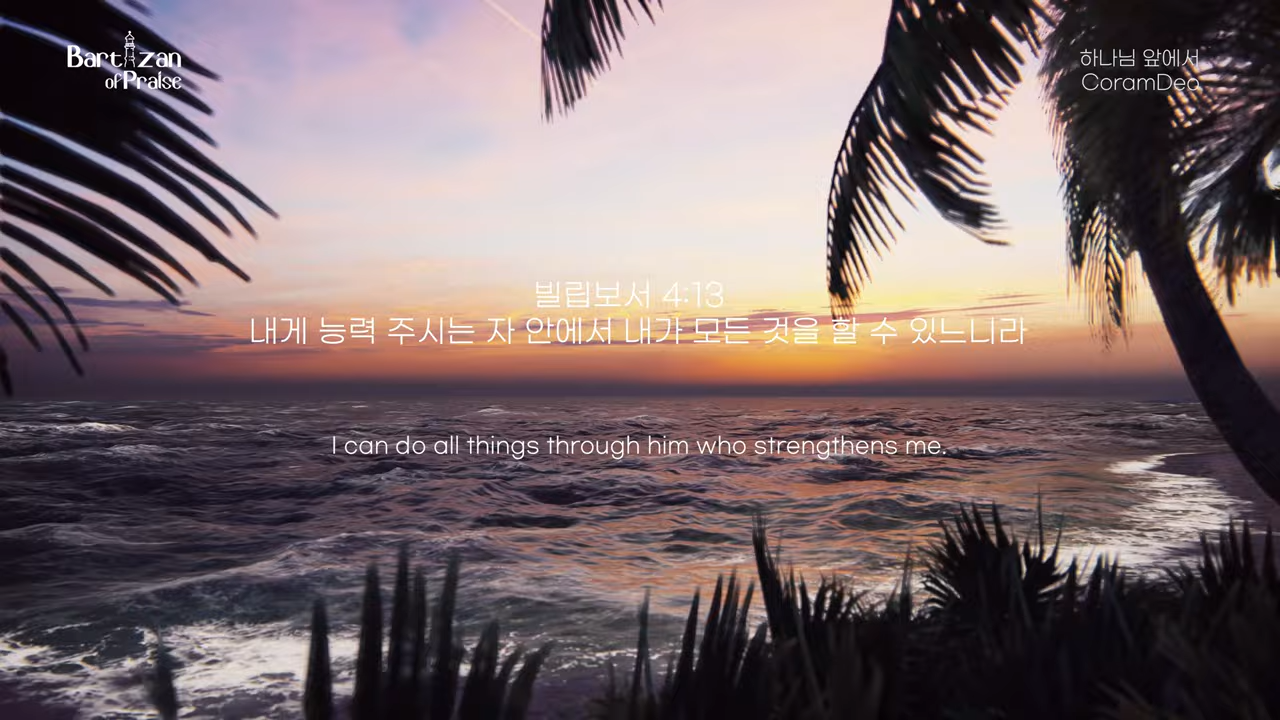 Bartizan
of Praise
하나님 앞에서
CoramDeo
빌립보서 4:13
내게 능력 주시는 자 안에서 내가 모든 것을 할 수 있느니라
I can do all things through him who strengthens me.